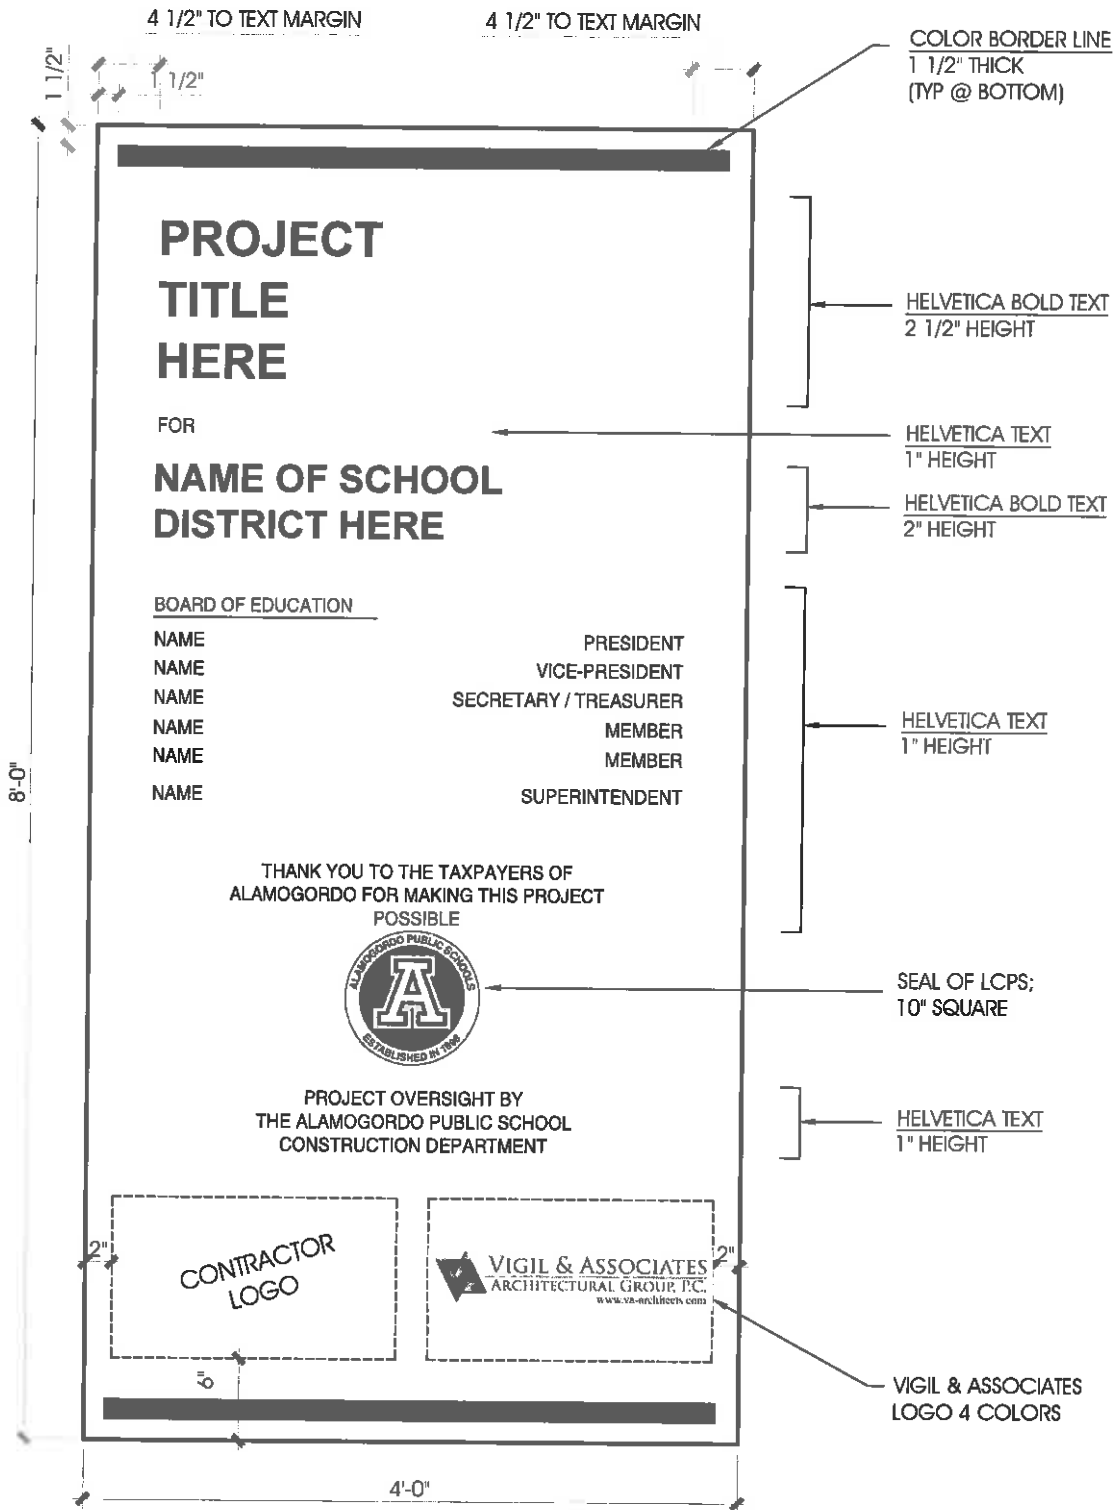 4 1/2" TO TEXT MARGIN
4 1/2" TO TEXT MARGIN
COLOR BORDER LINE
1 1/2" THICK
(TYP @ BOTTOM)
1 1/2"
1 1/2"
PROJECT
TITLE
HERE
HELVETICA BOLD TEXT
2 1/2" HEIGHT
FOR
HELVETICA TEXT
1" HEIGHT
NAME OF SCHOOL
DISTRICT HERE
HELVETICA BOLD TEXT
2" HEIGHT
BOARD OF EDUCATION
NAME PRESIDENT
NAME VICE-PRESIDENT
NAME SECRETARY / TREASURER
NAME MEMBER
NAME MEMBER
NAME SUPERINTENDENT
HELVETICA TEXT
1" HEIGHT
8'-0"
THANK YOU TO THE TAXPAYERS OF
ALAMOGORDO FOR MAKING THIS PROJECT
POSSIBLE
ALAMOGORDO PUBLIC SCHOOLS
A
ESTABLISHED IN 1898
SEAL OF LCPS;
10" SQUARE
PROJECT OVERSIGHT BY
THE ALAMOGORDO PUBLIC SCHOOL
CONSTRUCTION DEPARTMENT
HELVETICA TEXT
1" HEIGHT
2"
CONTRACTOR
LOGO
VIGIL & ASSOCIATES
ARCHITECTURAL GROUP, P.C.
www.va-architects.com
2"
6"
VIGIL & ASSOCIATES
LOGO 4 COLORS
4'-0"